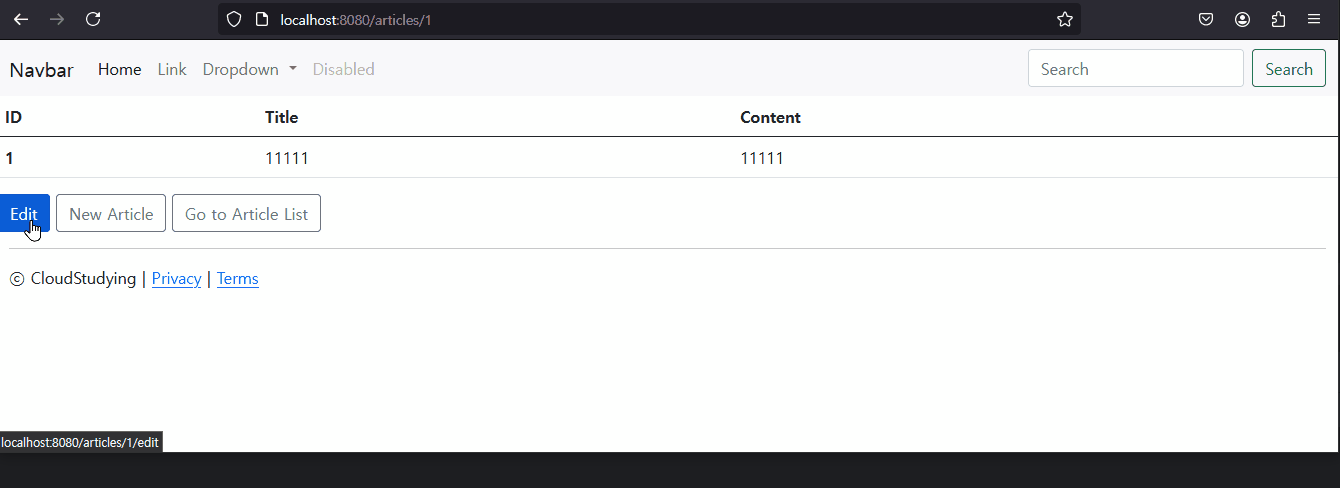 localhost:8080/articles/1
Navbar Home Link Dropdown Disabled Search Search
ID Title Content
1 11111 11111
Edit New Article Go to Article List
© CloudStudying | Privacy | Terms
localhost:8080/articles/1/edit